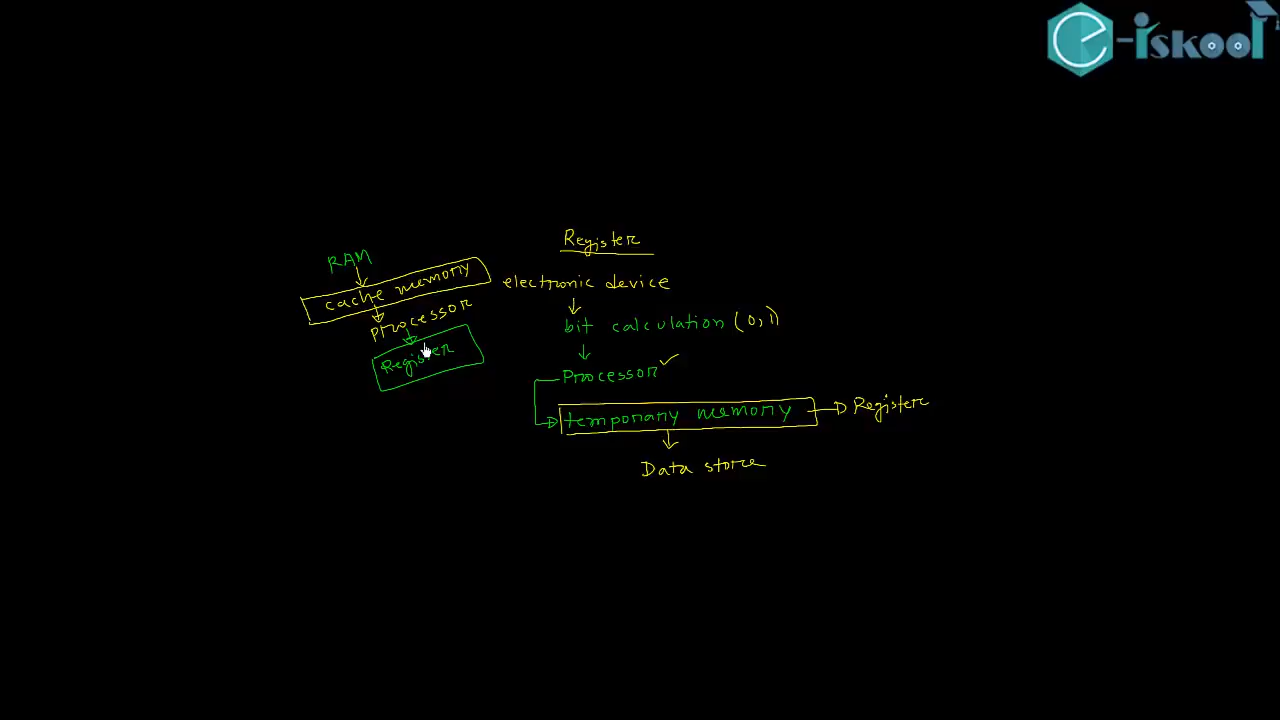 e-iskool
Register
RAM
cache memory
electronic device
Processor
bit calculation (0,1)
Register
Processor
temporary memory
Register
Data store